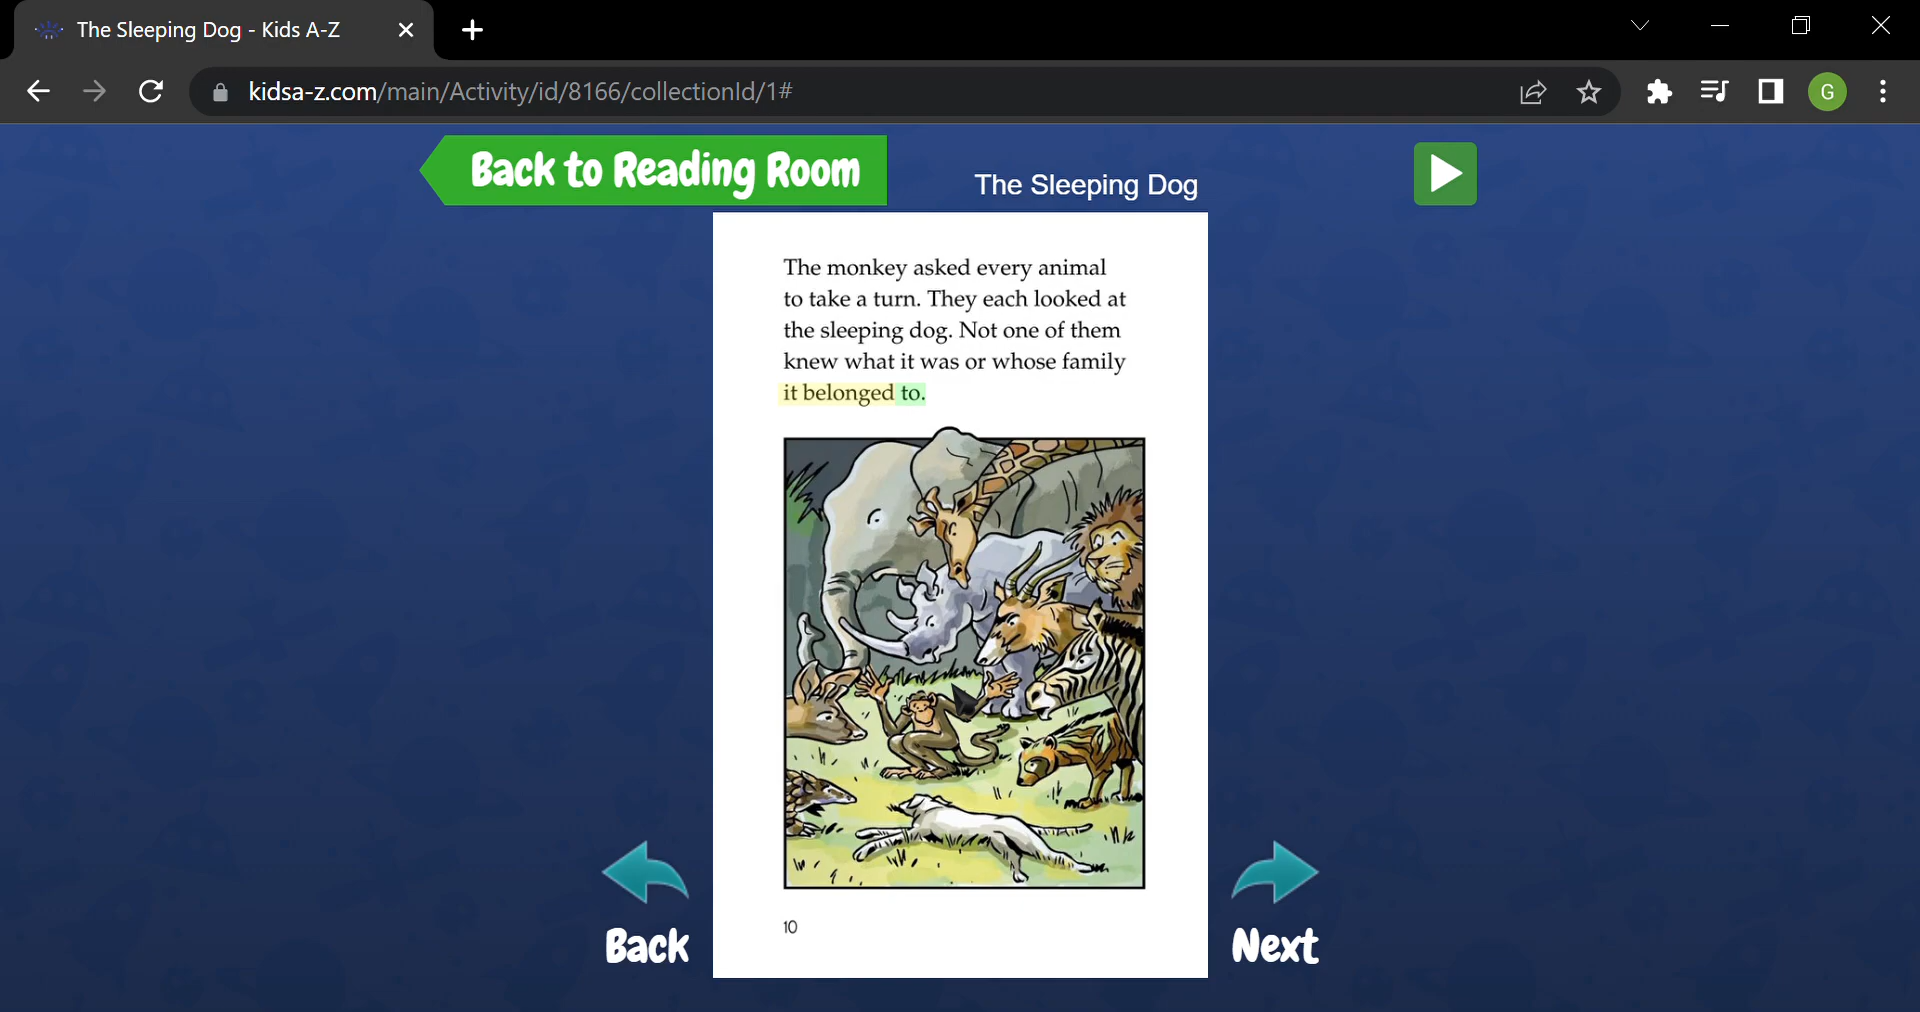 The Sleeping Dog - Kids A-Z
kidsa-z.com/main/Activity/id/8166/collectionId/1#
G
Back to Reading Room
The Sleeping Dog
The monkey asked every animal
to take a turn. They each looked at
the sleeping dog. Not one of them
knew what it was or whose family
it belonged to.
10
Back
Next